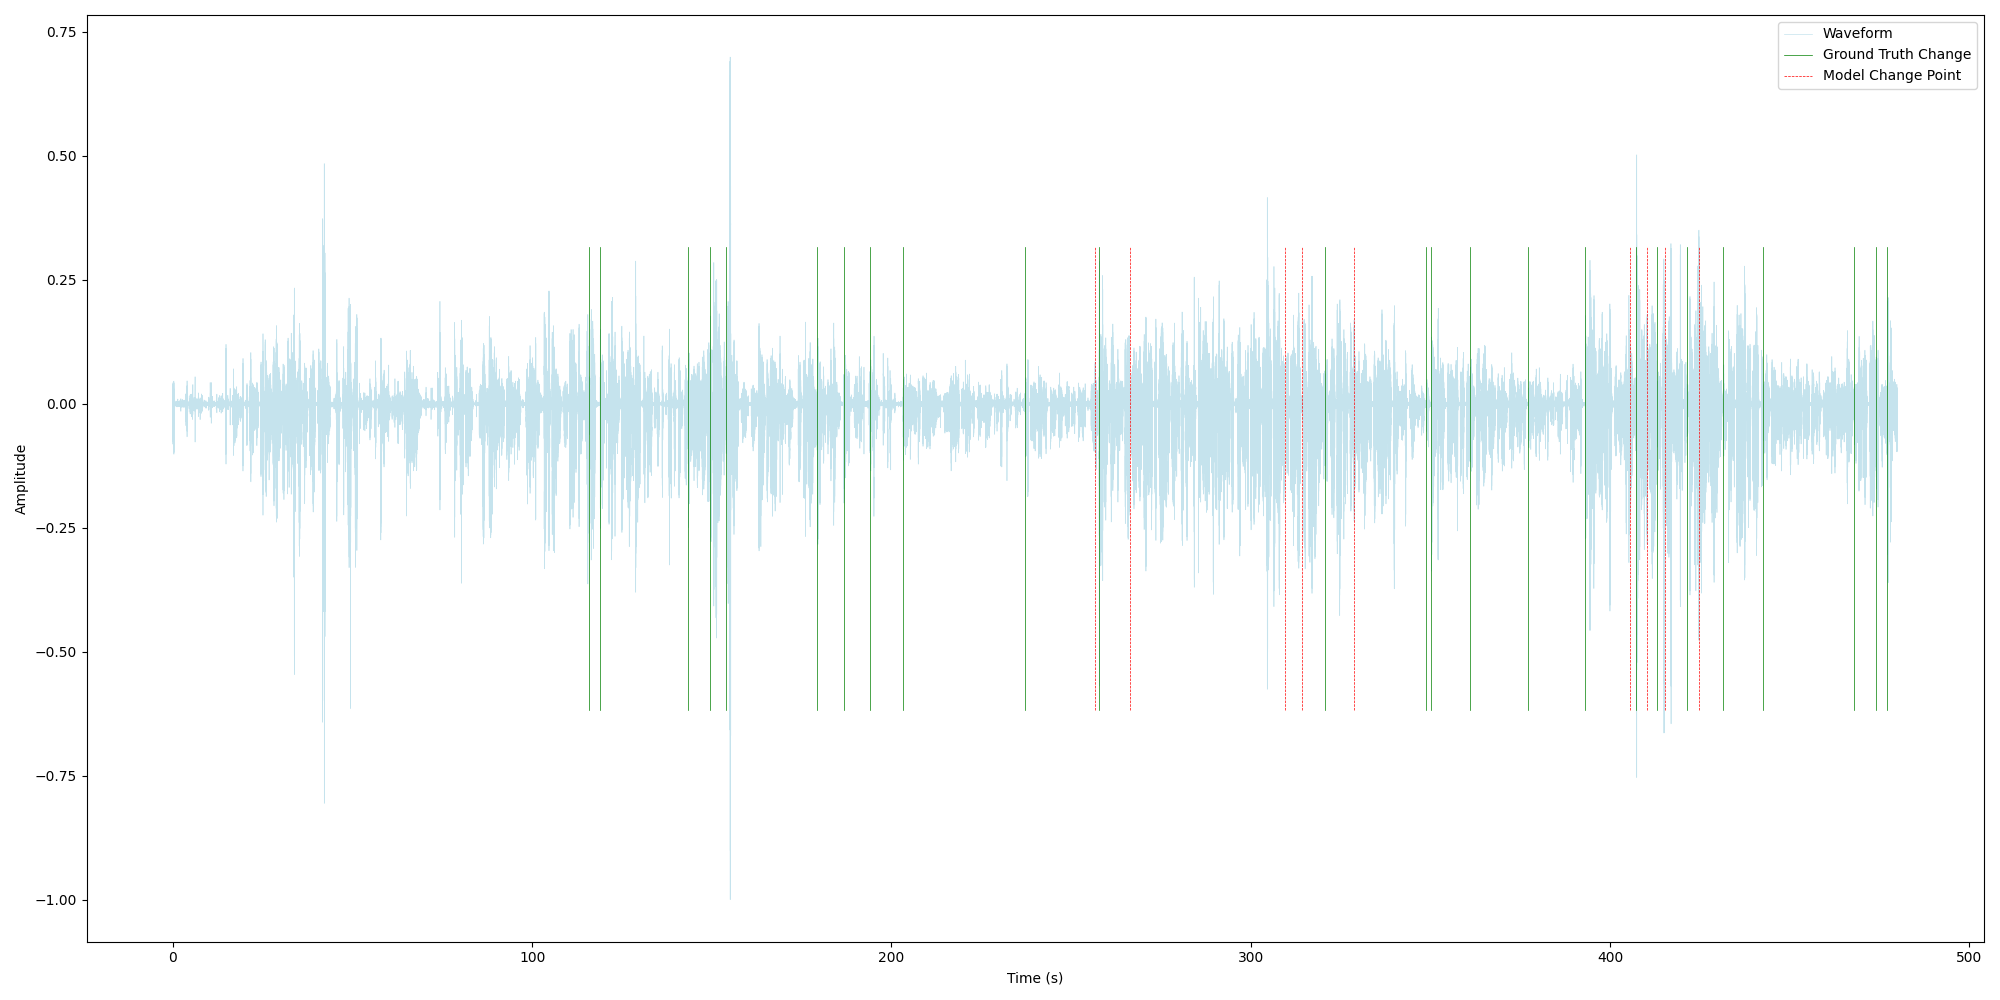 0.75
0.50
0.25
0.00
−0.25
−0.50
−0.75
−1.00
Amplitude
0
100
200
300
400
500
Time (s)
Waveform
Ground Truth Change
Model Change Point